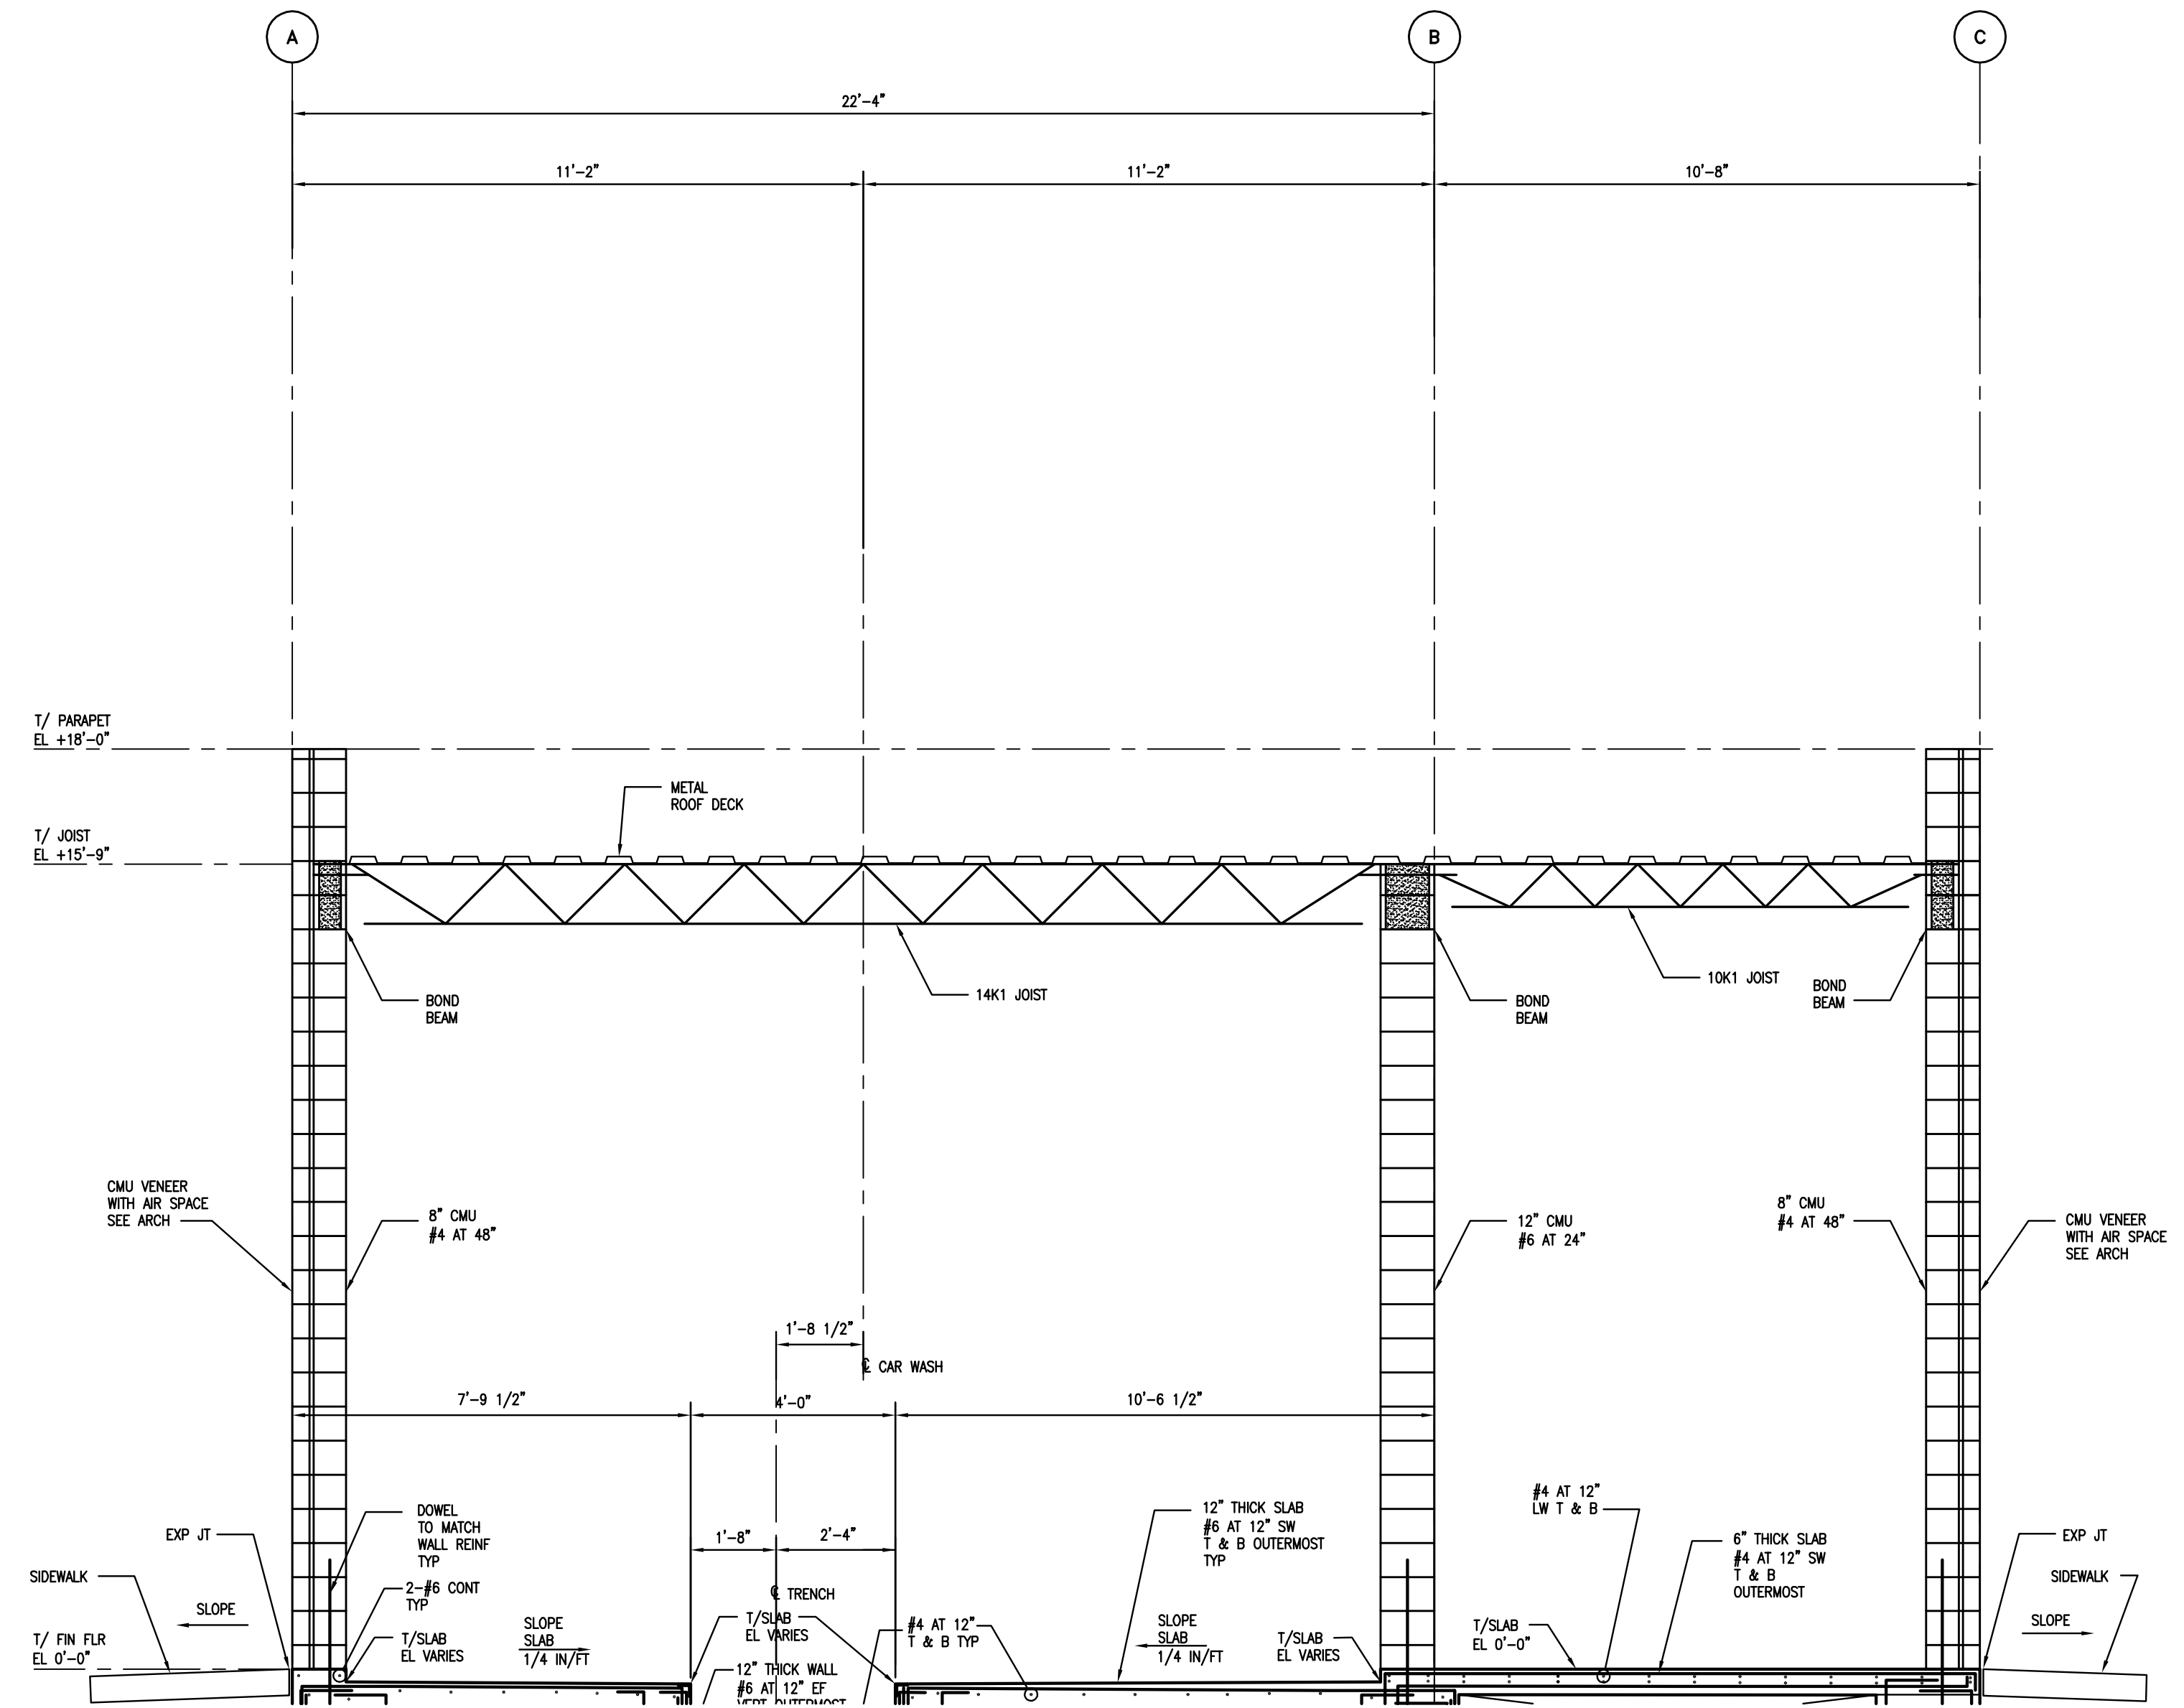 A
B
C
22'-4"
11'-2"
11'-2"
10'-8"
T/ PARAPET
EL +18'-0"
METAL
ROOF DECK
T/ JOIST
EL +15'-9"
14K1 JOIST
10K1 JOIST
BOND
BEAM
BOND
BEAM
BOND
BEAM
CMU VENEER
WITH AIR SPACE
SEE ARCH
8" CMU
#4 AT 48"
12" CMU
#6 AT 24"
8" CMU
#4 AT 48"
CMU VENEER
WITH AIR SPACE
SEE ARCH
1'-8 1/2"
℄ CAR WASH
7'-9 1/2"
4'-0"
10'-6 1/2"
EXP JT
DOWEL
TO MATCH
WALL REINF
TYP
1'-8"
2'-4"
12" THICK SLAB
#6 AT 12" SW
T & B OUTERMOST
TYP
#4 AT 12"
LW T & B
6" THICK SLAB
#4 AT 12" SW
T & B
OUTERMOST
EXP JT
SIDEWALK
SIDEWALK
2-#6 CONT
TYP
℄ TRENCH
SLOPE
SLOPE
SLAB
1/4 IN/FT
T/SLAB
EL VARIES
#4 AT 12"
T & B TYP
SLOPE
SLAB
1/4 IN/FT
T/SLAB
EL VARIES
T/SLAB
EL 0'-0"
SLOPE
T/ FIN FLR
EL 0'-0"
T/SLAB
EL VARIES
12" THICK WALL
#6 AT 12" EF
VERT OUTERMOST